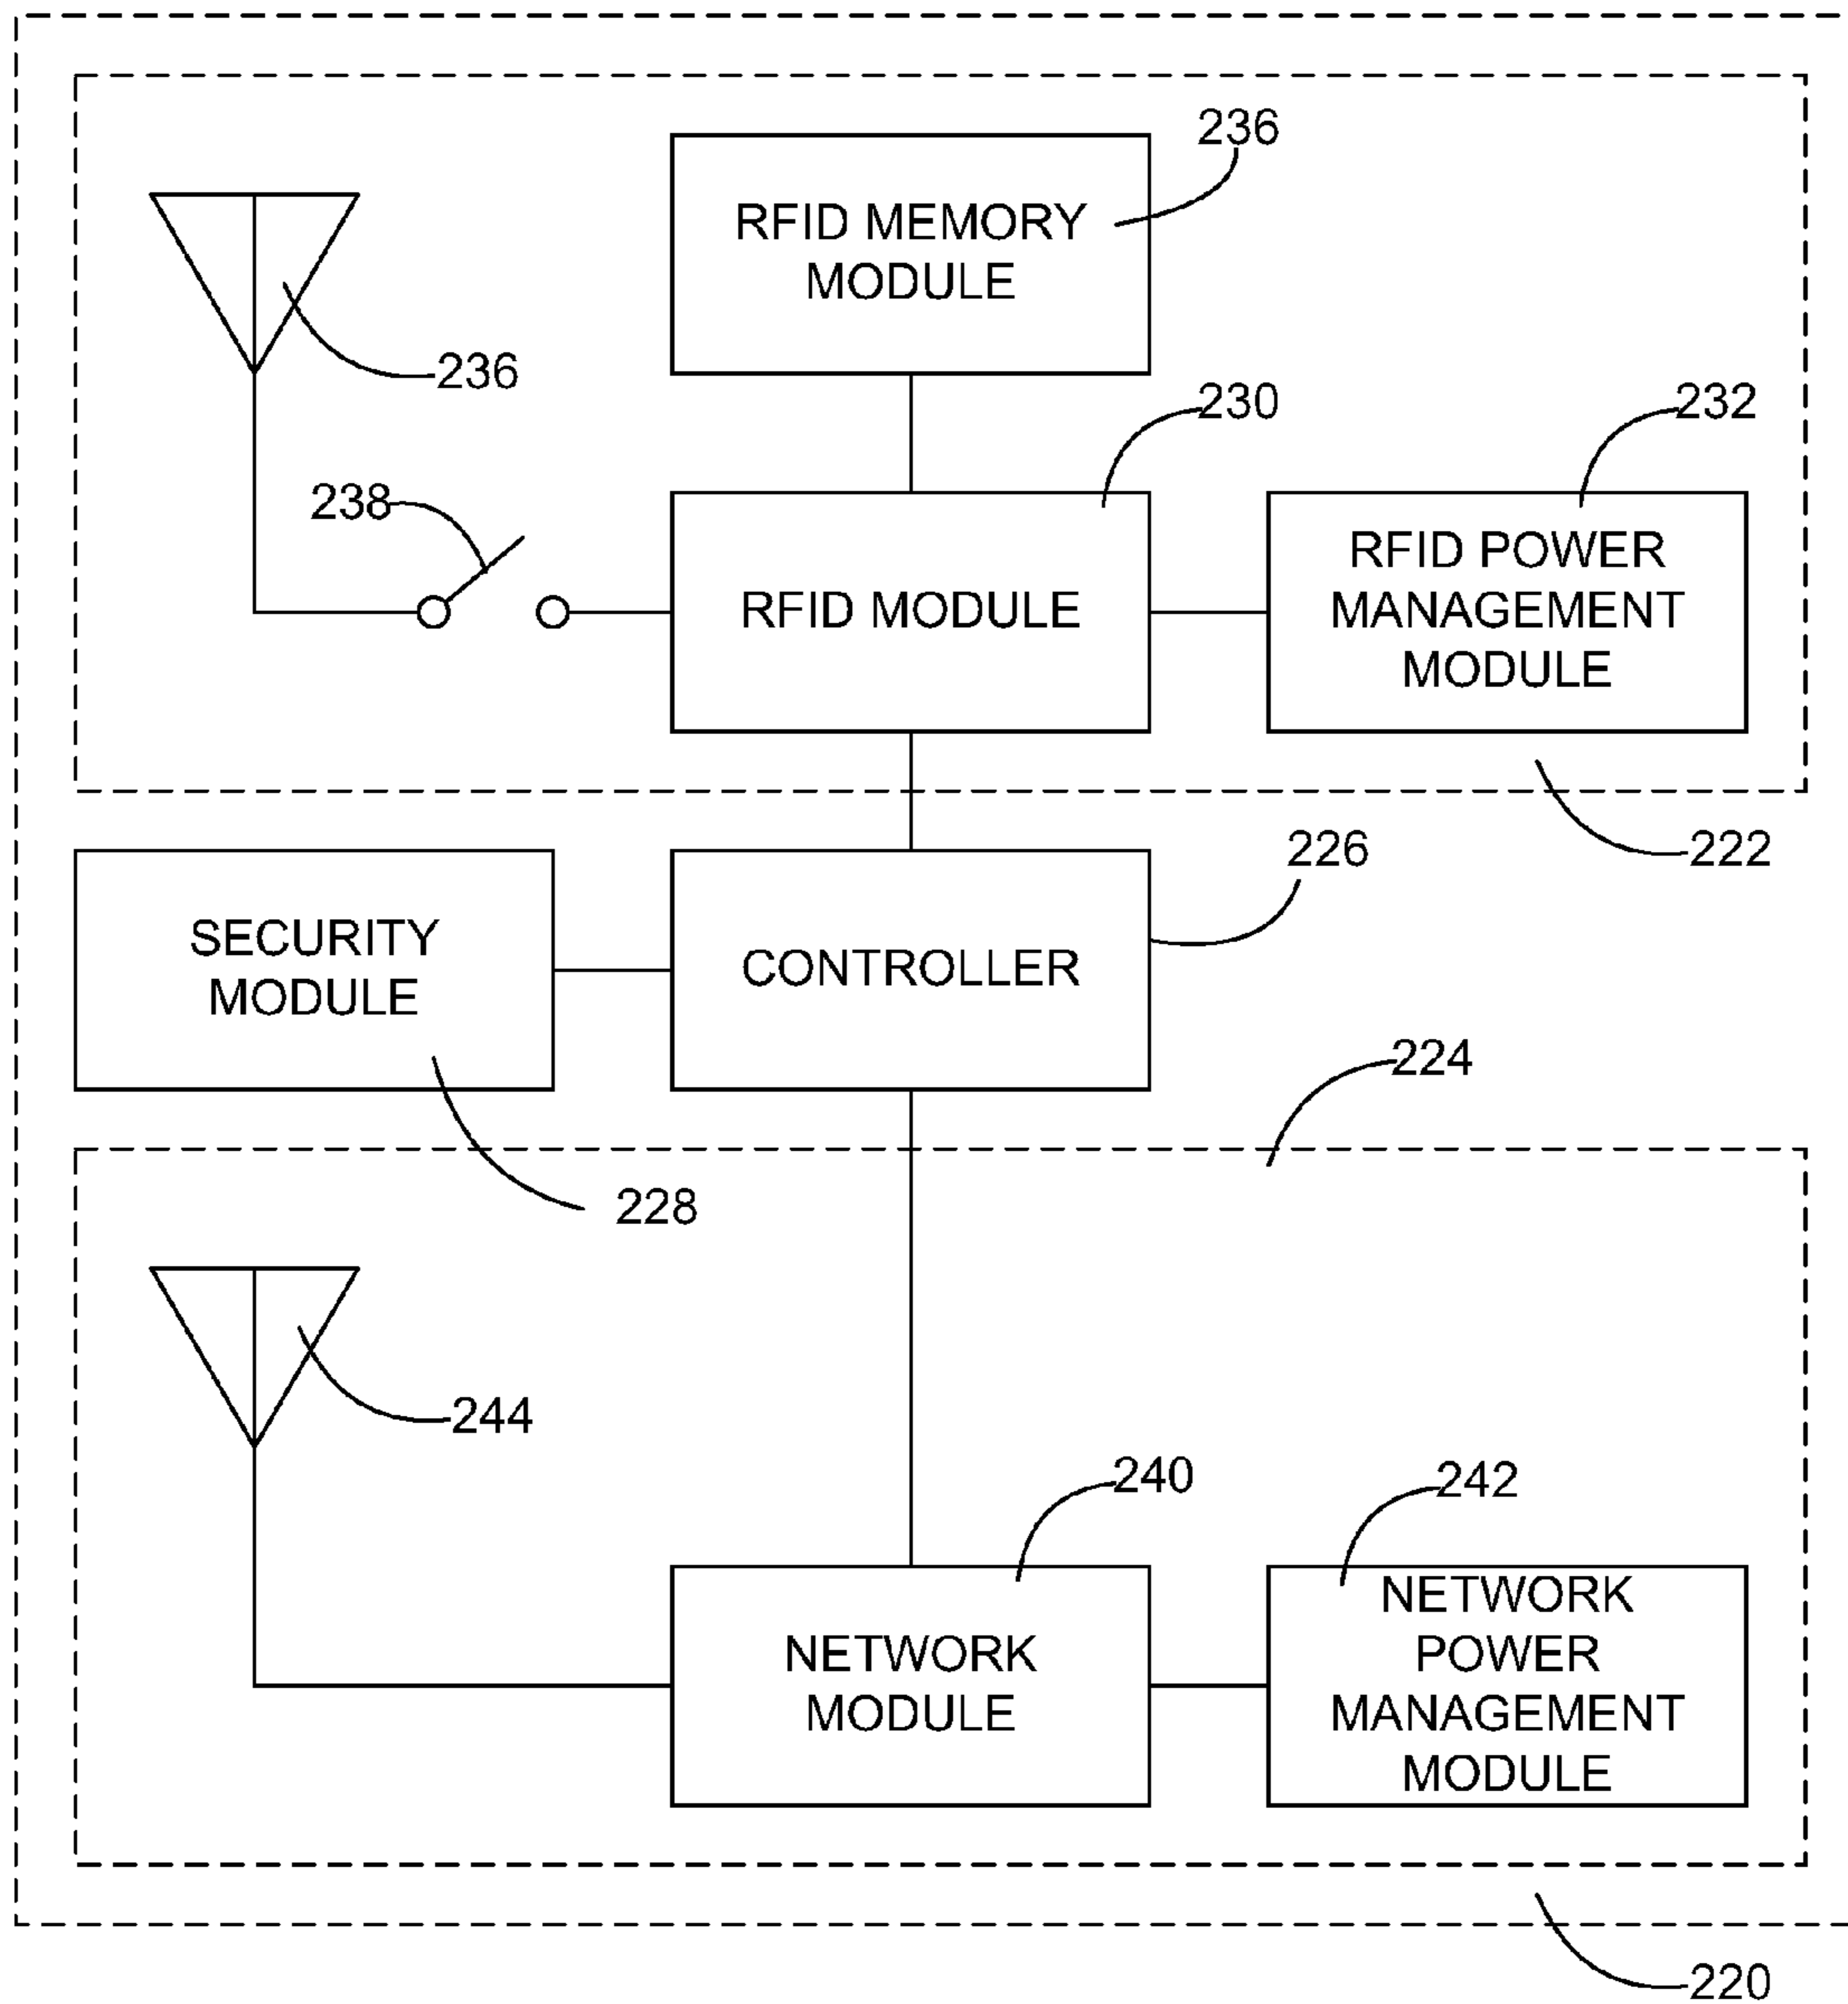 236
RFID MEMORY
MODULE
236
230
232
238
RFID MODULE
RFID POWER
MANAGEMENT
MODULE
222
226
SECURITY
MODULE
CONTROLLER
224
228
244
240
242
NETWORK
MODULE
NETWORK
POWER
MANAGEMENT
MODULE
220